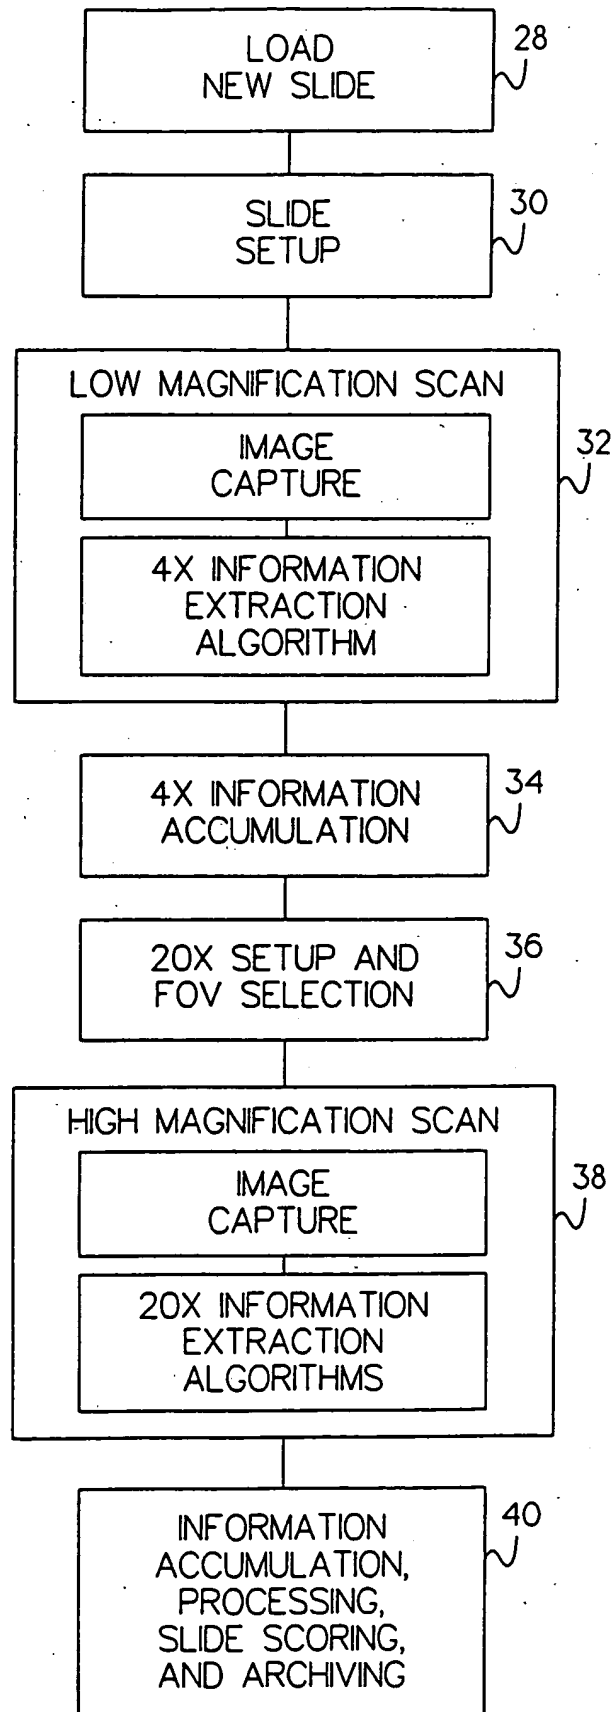 LOAD
NEW SLIDE
28
SLIDE
SETUP
30
LOW MAGNIFICATION SCAN
IMAGE
CAPTURE
32
4X INFORMATION
EXTRACTION
ALGORITHM
4X INFORMATION
ACCUMULATION
34
20X SETUP AND
FOV SELECTION
36
HIGH MAGNIFICATION SCAN
IMAGE
CAPTURE
38
20X INFORMATION
EXTRACTION
ALGORITHMS
INFORMATION
ACCUMULATION,
PROCESSING,
SLIDE SCORING,
AND ARCHIVING
40